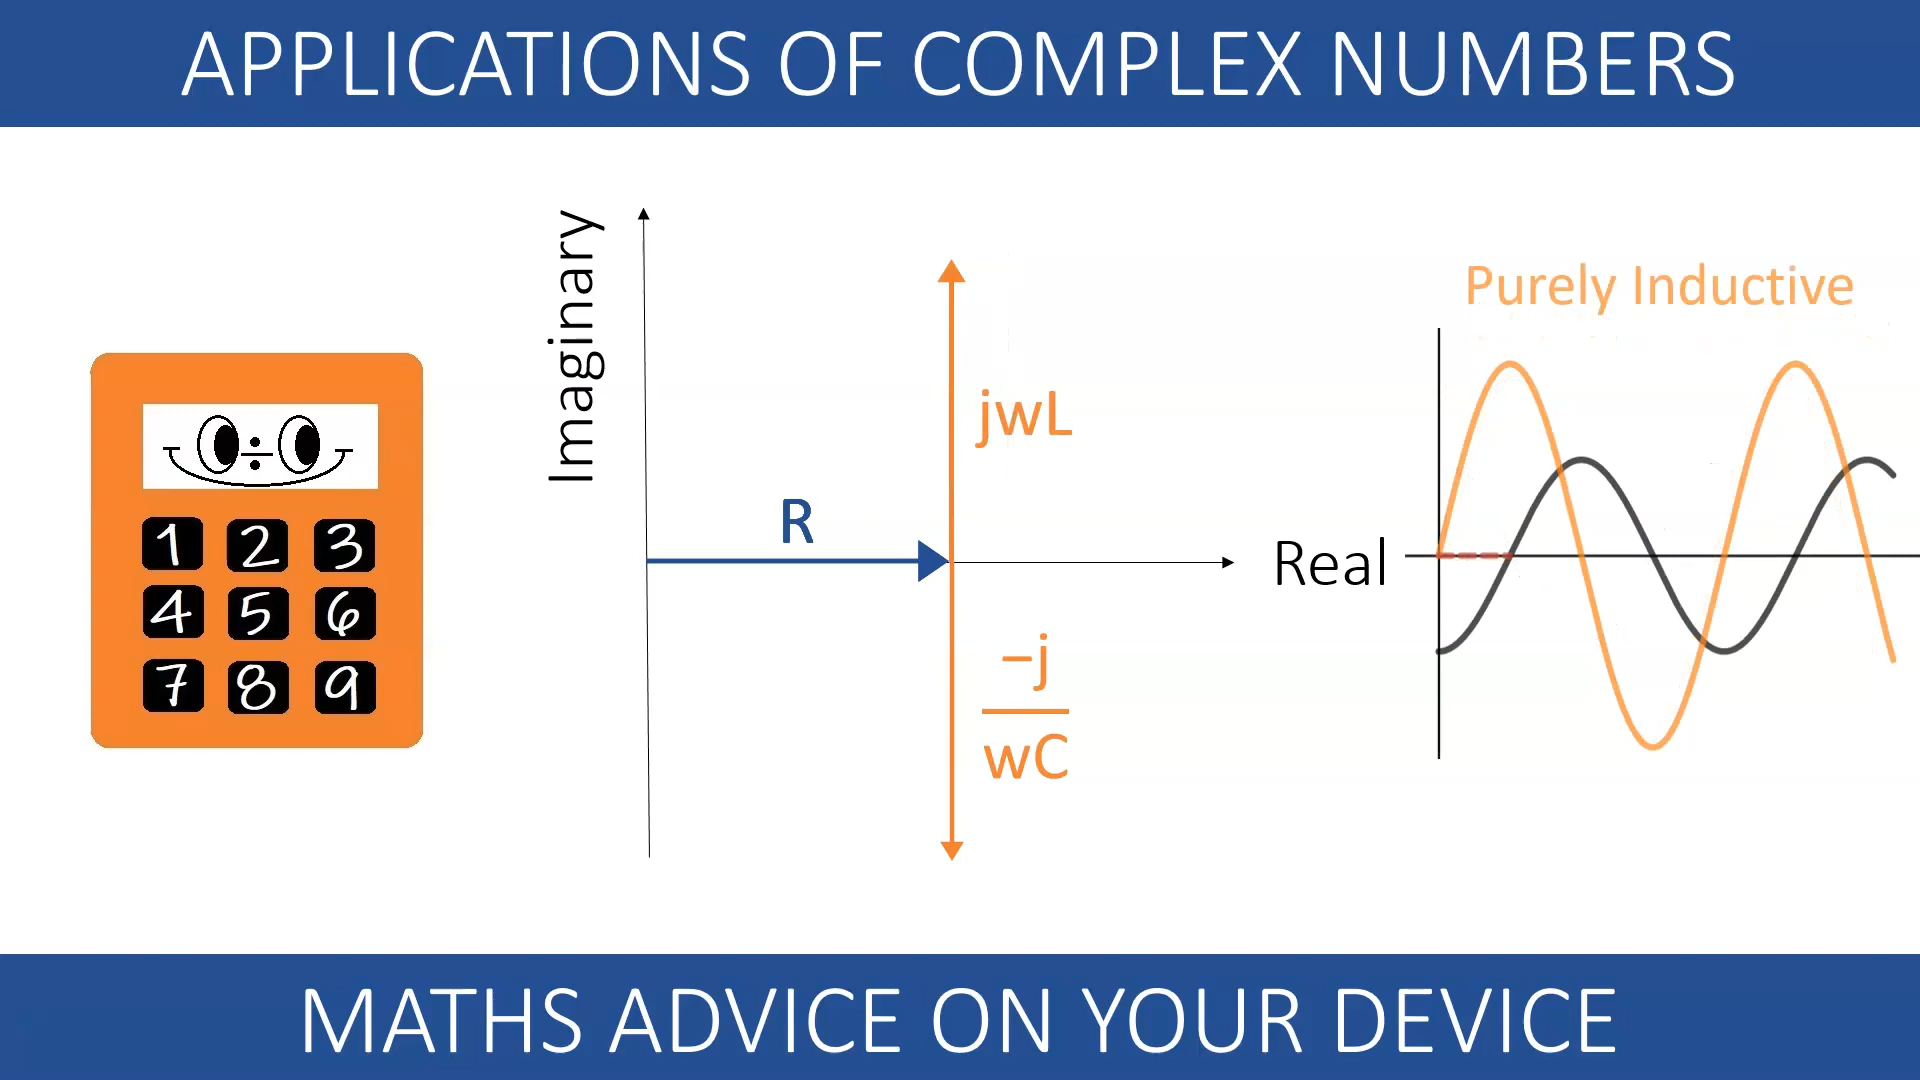 APPLICATIONS OF COMPLEX NUMBERS
Imaginary
R
jwL
–j
wC
Real
Purely Inductive
÷
1 2 3
4 5 6
7 8 9
MATHS ADVICE ON YOUR DEVICE